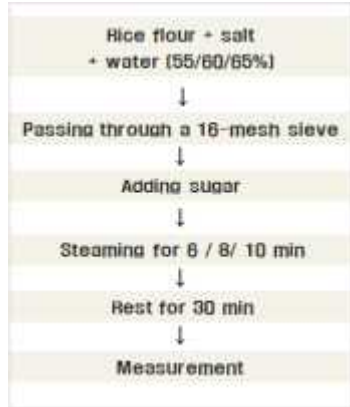 Rice flour + salt
+ water (55/60/65%)
↓
Passing through a 16-mesh sieve
↓
Adding sugar
↓
Steaming for 6 / 8/ 10 min
↓
Rest for 30 min
↓
Measurement